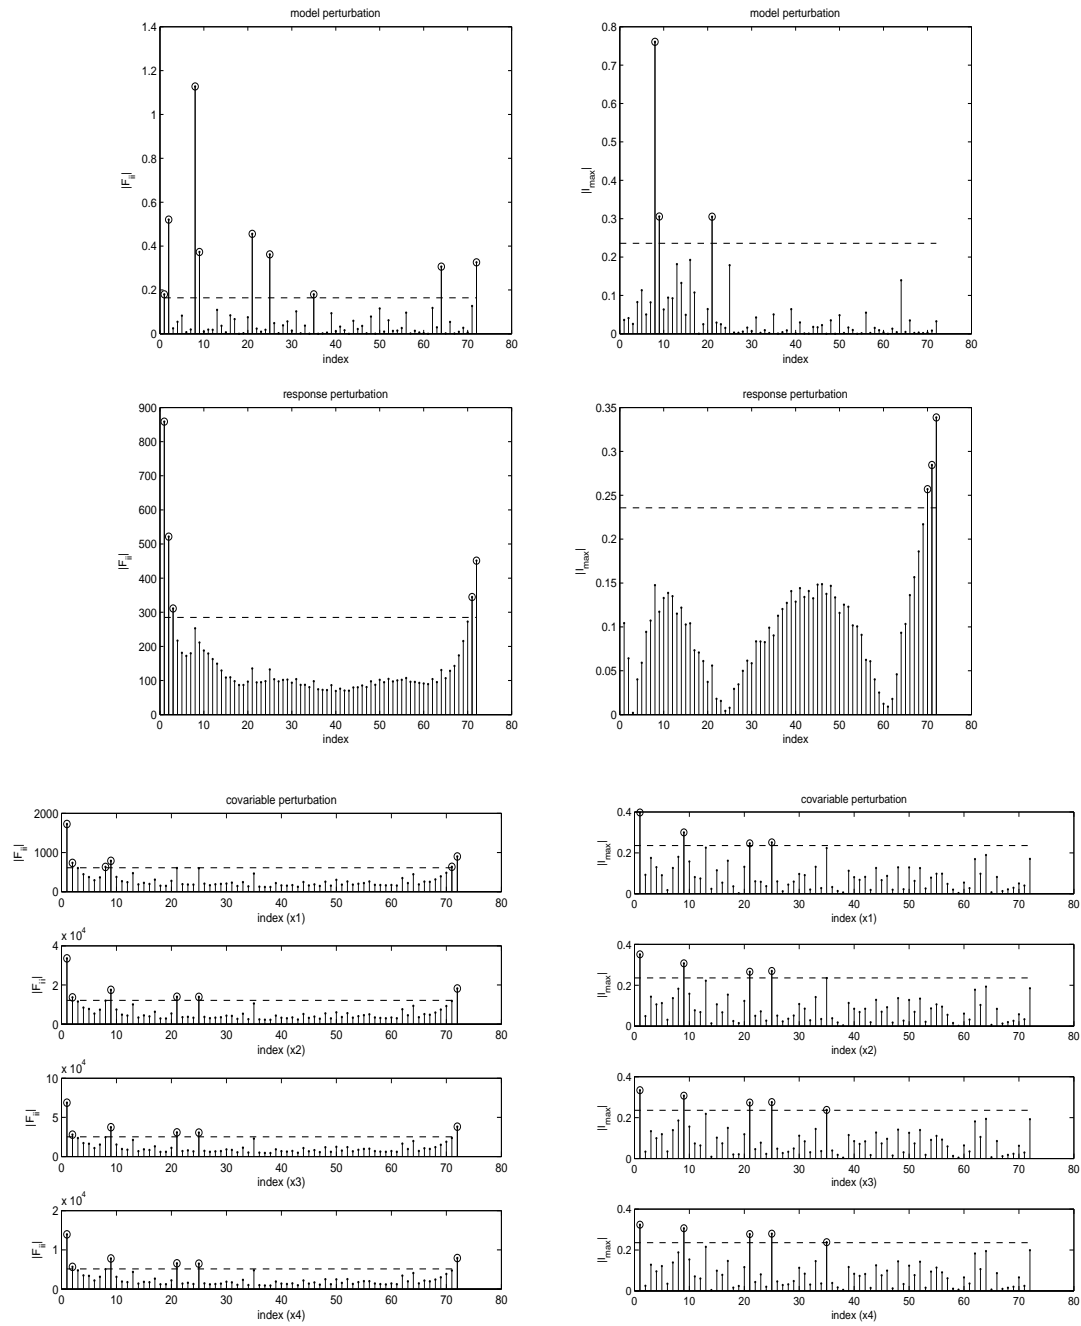 model perturbation
1.4
1.2
1
0.8
0.6
0.4
0.2
0
|F_ii|
0 10 20 30 40 50 60 70 80
index
model perturbation
0.8
0.7
0.6
0.5
0.4
0.3
0.2
0.1
0
|l_max|
0 10 20 30 40 50 60 70 80
index
response perturbation
900
800
700
600
500
400
300
200
100
0
|F_ii|
0 10 20 30 40 50 60 70 80
index
response perturbation
0.35
0.3
0.25
0.2
0.15
0.1
0.05
0
|l_max|
0 10 20 30 40 50 60 70 80
index
covariable perturbation
2000
1000
0
|F_ii|
0 10 20 30 40 50 60 70 80
index (x1)
covariable perturbation
0.4
0.2
0
|l_max|
0 10 20 30 40 50 60 70 80
index (x1)
x 10^4
4
2
0
|F_ii|
0 10 20 30 40 50 60 70 80
index (x2)
0.4
0.2
0
|l_max|
0 10 20 30 40 50 60 70 80
index (x2)
x 10^4
10
5
0
|F_ii|
0 10 20 30 40 50 60 70 80
index (x3)
0.4
0.2
0
|l_max|
0 10 20 30 40 50 60 70 80
index (x3)
x 10^4
2
1
0
|F_ii|
0 10 20 30 40 50 60 70 80
index (x4)
0.4
0.2
0
|l_max|
0 10 20 30 40 50 60 70 80
index (x4)